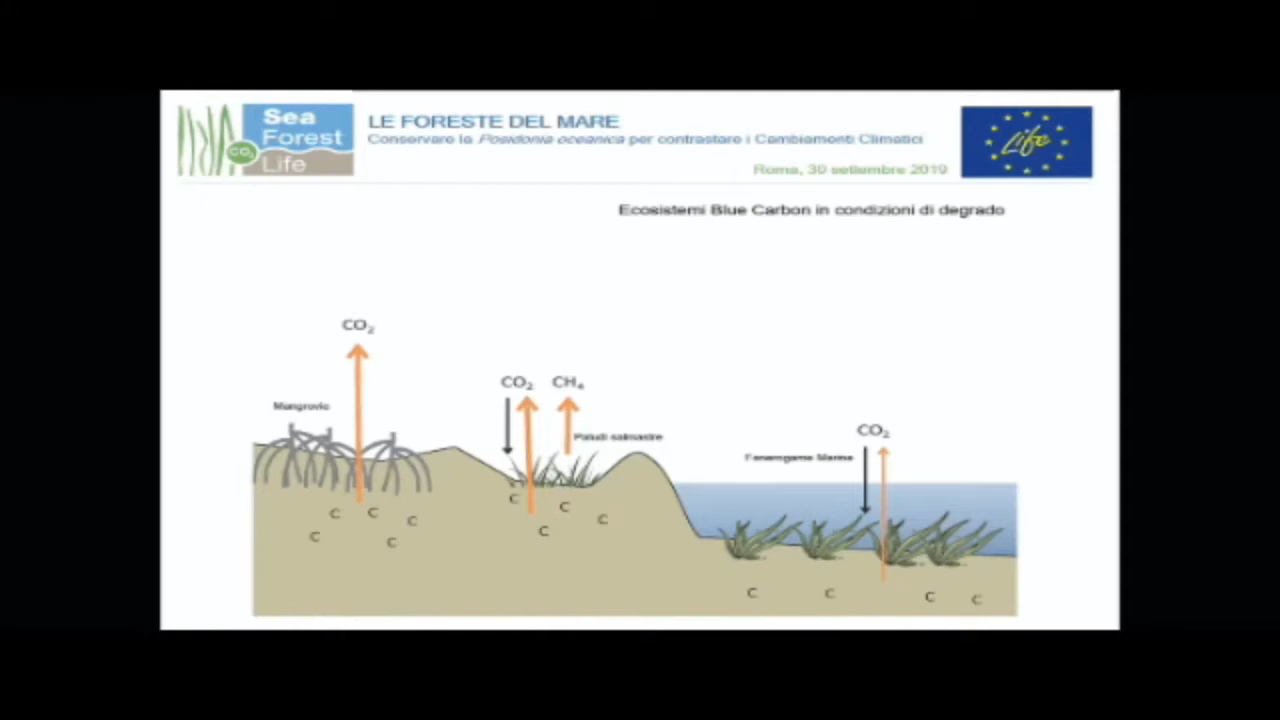 Sea
Forest
Life
CO₂
LE FORESTE DEL MARE
Conservare la Posidonia oceanica per contrastare i Cambiamenti Climatici
Roma, 30 settembre 2019
Life
Ecosistemi Blue Carbon in condizioni di degrado
CO₂
Mangrovie
CO₂ CH₄
Paludi salmastre
CO₂
Fanerogame Marine
C C C C C
C C C C
C C C C